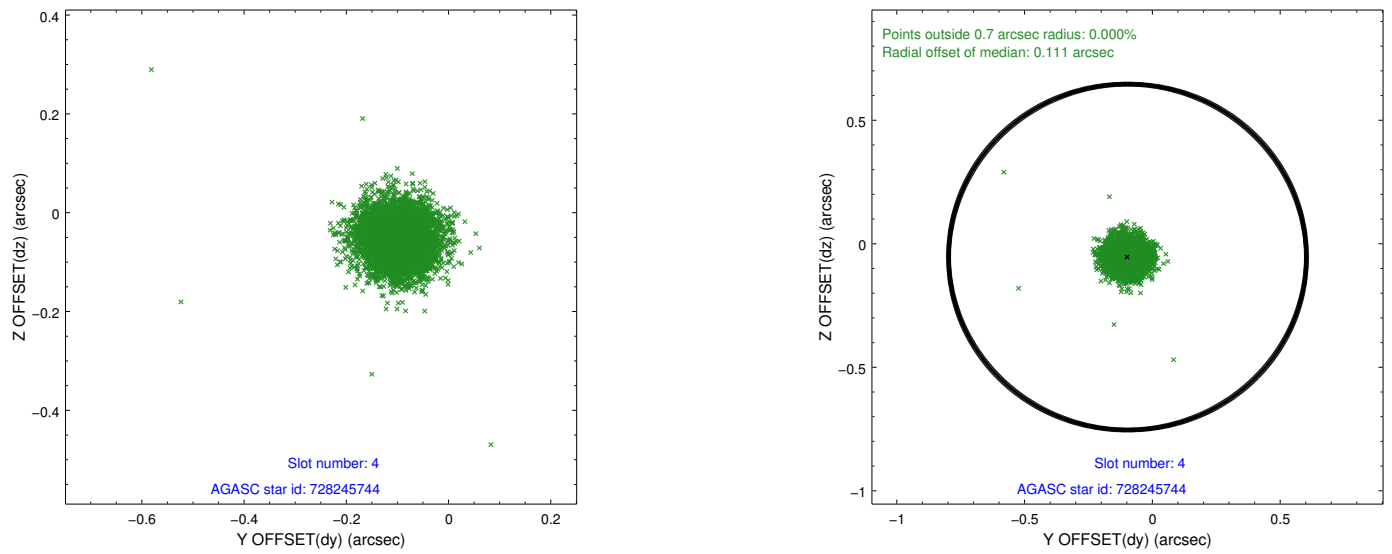 0.4
0.2
0
−0.2
−0.4
Z OFFSET(dz) (arcsec)
−0.6
−0.4
−0.2
0
0.2
Y OFFSET(dy) (arcsec)
Slot number: 4
AGASC star id: 728245744
Points outside 0.7 arcsec radius: 0.000%
Radial offset of median: 0.111 arcsec
0.5
0
−0.5
−1
Z OFFSET(dz) (arcsec)
Slot number: 4
AGASC star id: 728245744
−1
−0.5
0
0.5
Y OFFSET(dy) (arcsec)